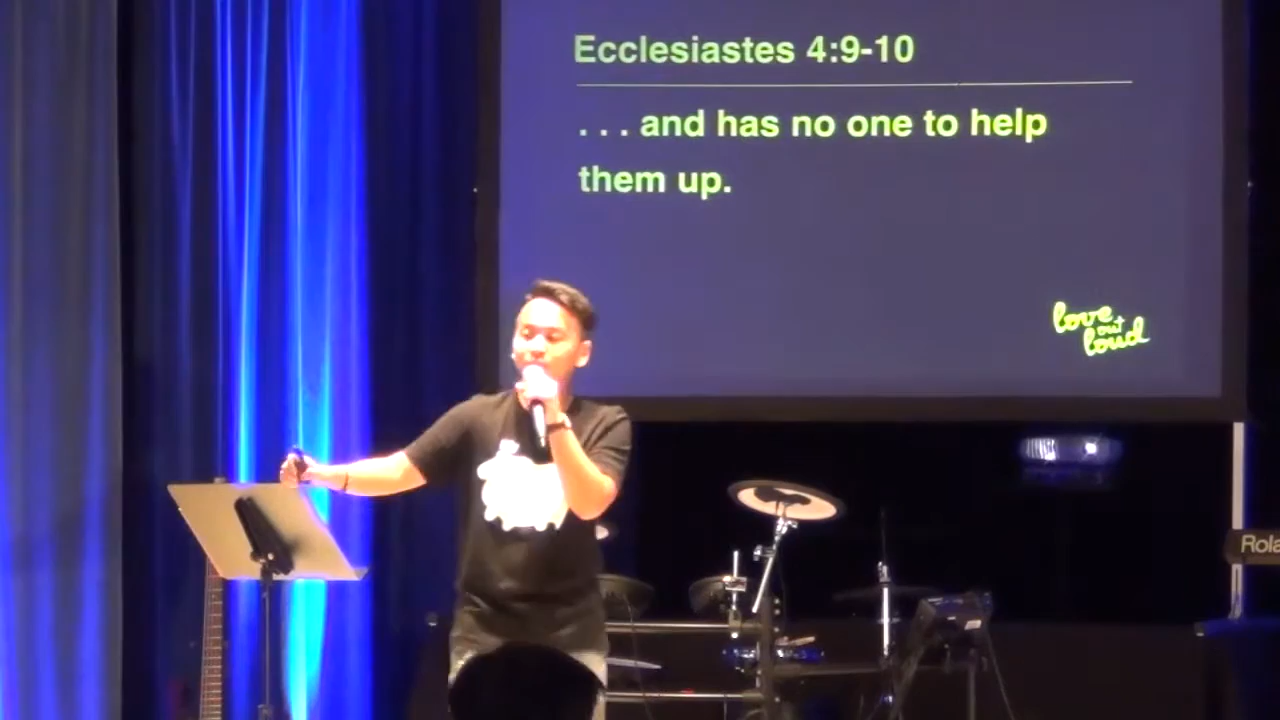 Ecclesiastes 4:9-10
. . . and has no one to help
them up.
love
out
loud
Rola